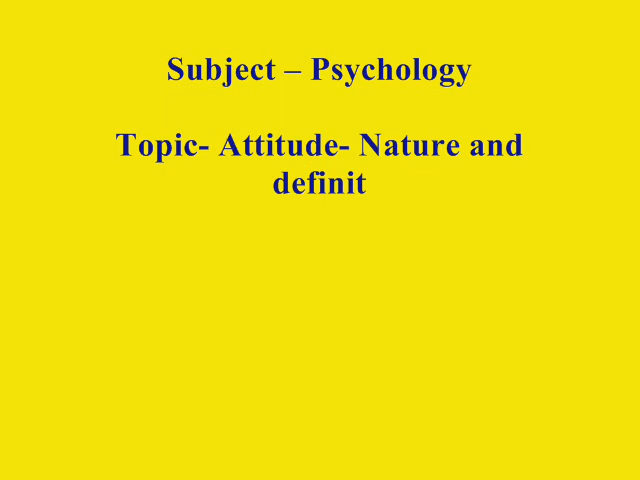 Subject – Psychology
Topic- Attitude- Nature and
definit